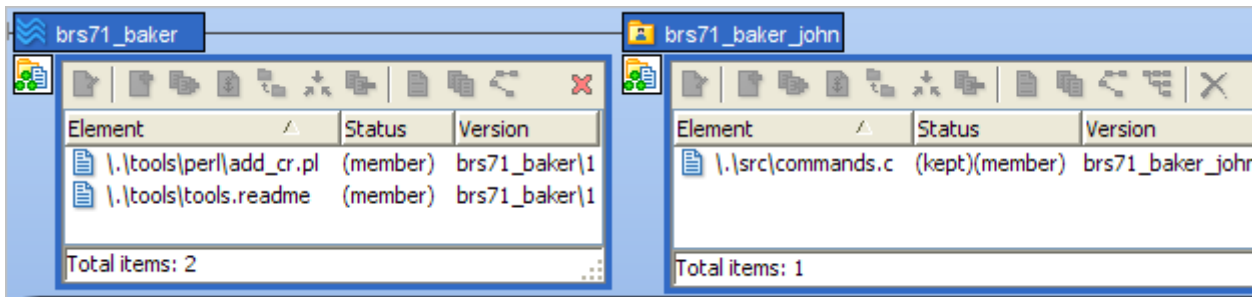 brs71_baker
brs71_baker_john
Element Status Version
\.\tools\perl\add_cr.pl (member) brs71_baker\1
\.\tools\tools.readme (member) brs71_baker\1
Total items: 2
Element Status Version
\.\src\commands.c (kept)(member) brs71_baker_john
Total items: 1